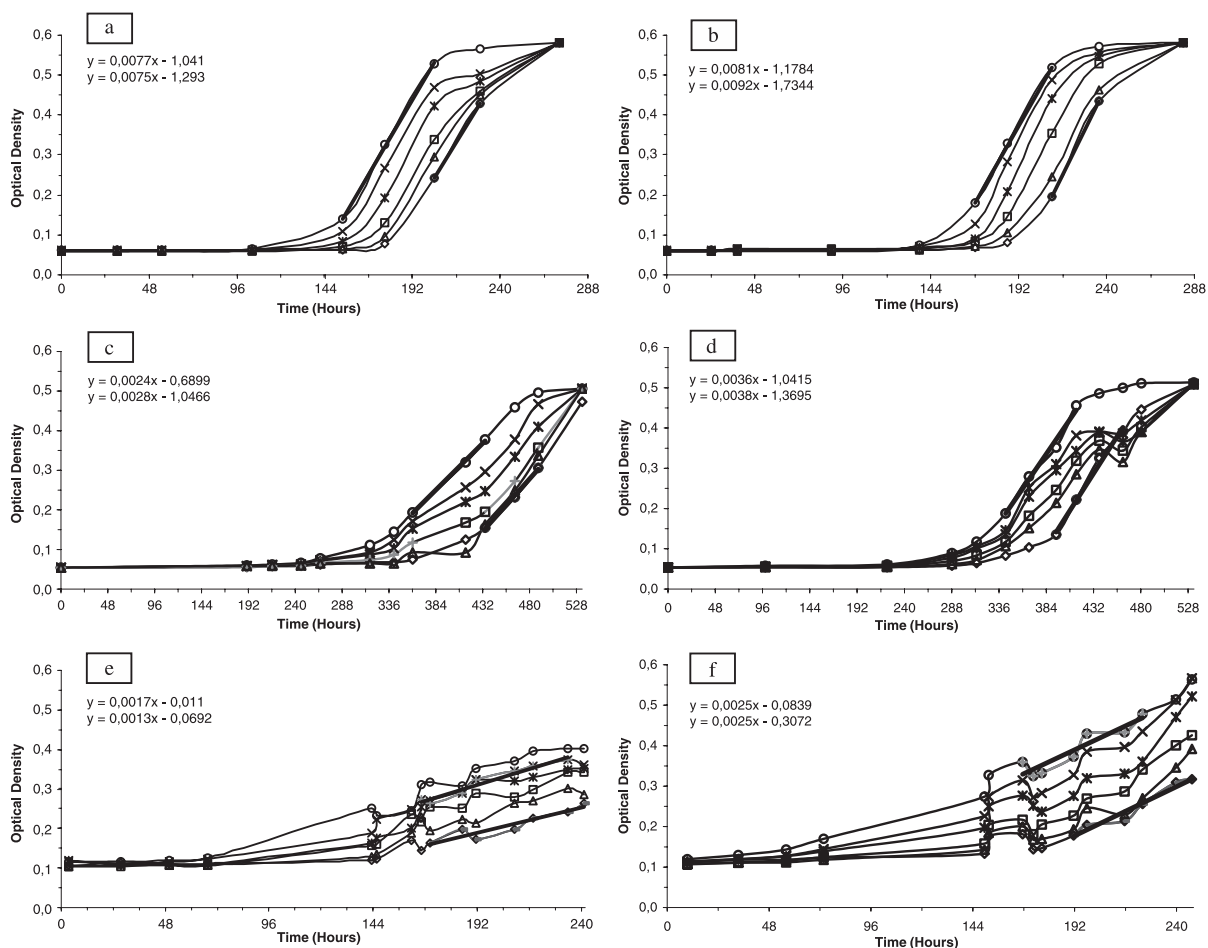 a
y = 0,0077x - 1,041
y = 0,0075x - 1,293
Optical Density
0,6
0,5
0,4
0,3
0,2
0,1
0,0
0 48 96 144 192 240 288
Time (Hours)
b
y = 0,0081x - 1,1784
y = 0,0092x - 1,7344
Optical Density
0,6
0,5
0,4
0,3
0,2
0,1
0,0
0 48 96 144 192 240 288
Time (Hours)
c
y = 0,0024x - 0,6899
y = 0,0028x - 1,0466
Optical Density
0,6
0,5
0,4
0,3
0,2
0,1
0,0
0 48 96 144 192 240 288 336 384 432 480 528
Time (Hours)
d
y = 0,0036x - 1,0415
y = 0,0038x - 1,3695
Optical Density
0,6
0,5
0,4
0,3
0,2
0,1
0,0
0 48 96 144 192 240 288 336 384 432 480 528
Time (Hours)
e
y = 0,0017x - 0,011
y = 0,0013x - 0,0692
Optical Density
0,6
0,5
0,4
0,3
0,2
0,1
0,0
0 48 96 144 192 240
Time (Hours)
f
y = 0,0025x - 0,0839
y = 0,0025x - 0,3072
Optical Density
0,6
0,5
0,4
0,3
0,2
0,1
0,0
0 48 96 144 192 240
Time (Hours)